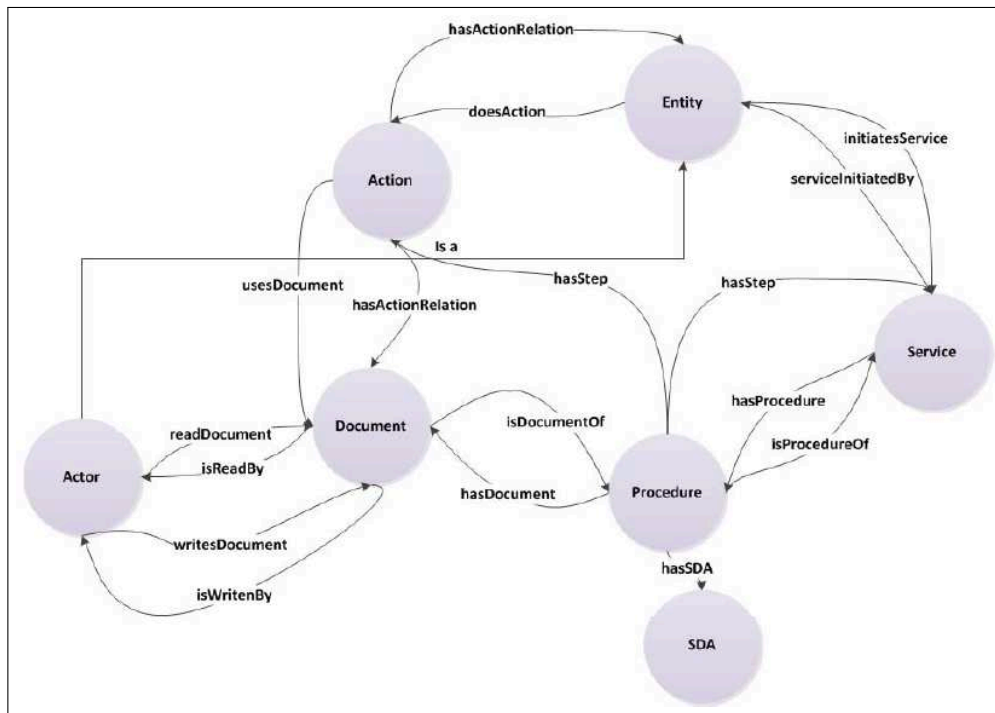 hasActionRelation
Entity
doesAction
initiatesService
serviceInitiatedBy
Action
Is a
hasStep
hasStep
usesDocument
hasActionRelation
Service
hasProcedure
isProcedureOf
Document
isDocumentOf
readDocument
isReadBy
Actor
hasDocument
Procedure
writesDocument
hasSDA
isWritenBy
SDA